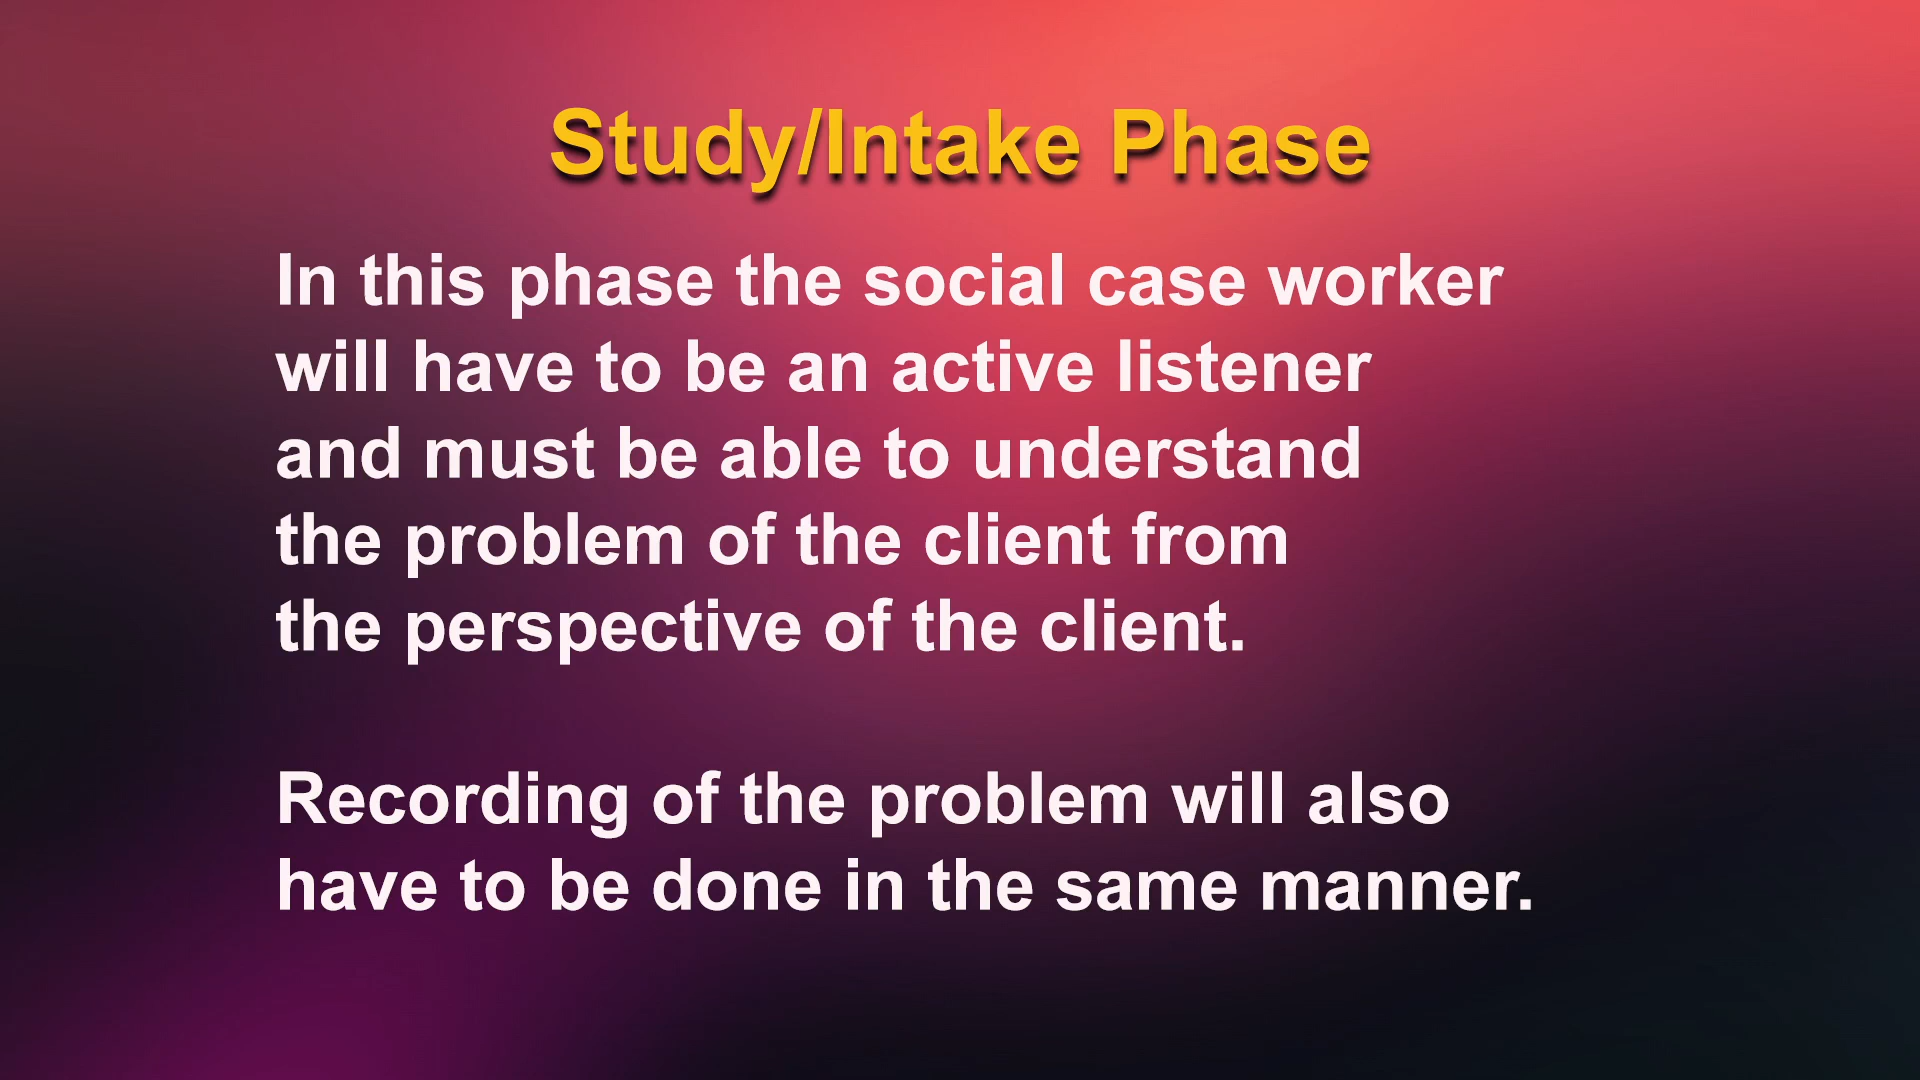 Study/Intake Phase
In this phase the social case worker
will have to be an active listener
and must be able to understand
the problem of the client from
the perspective of the client.
Recording of the problem will also
have to be done in the same manner.